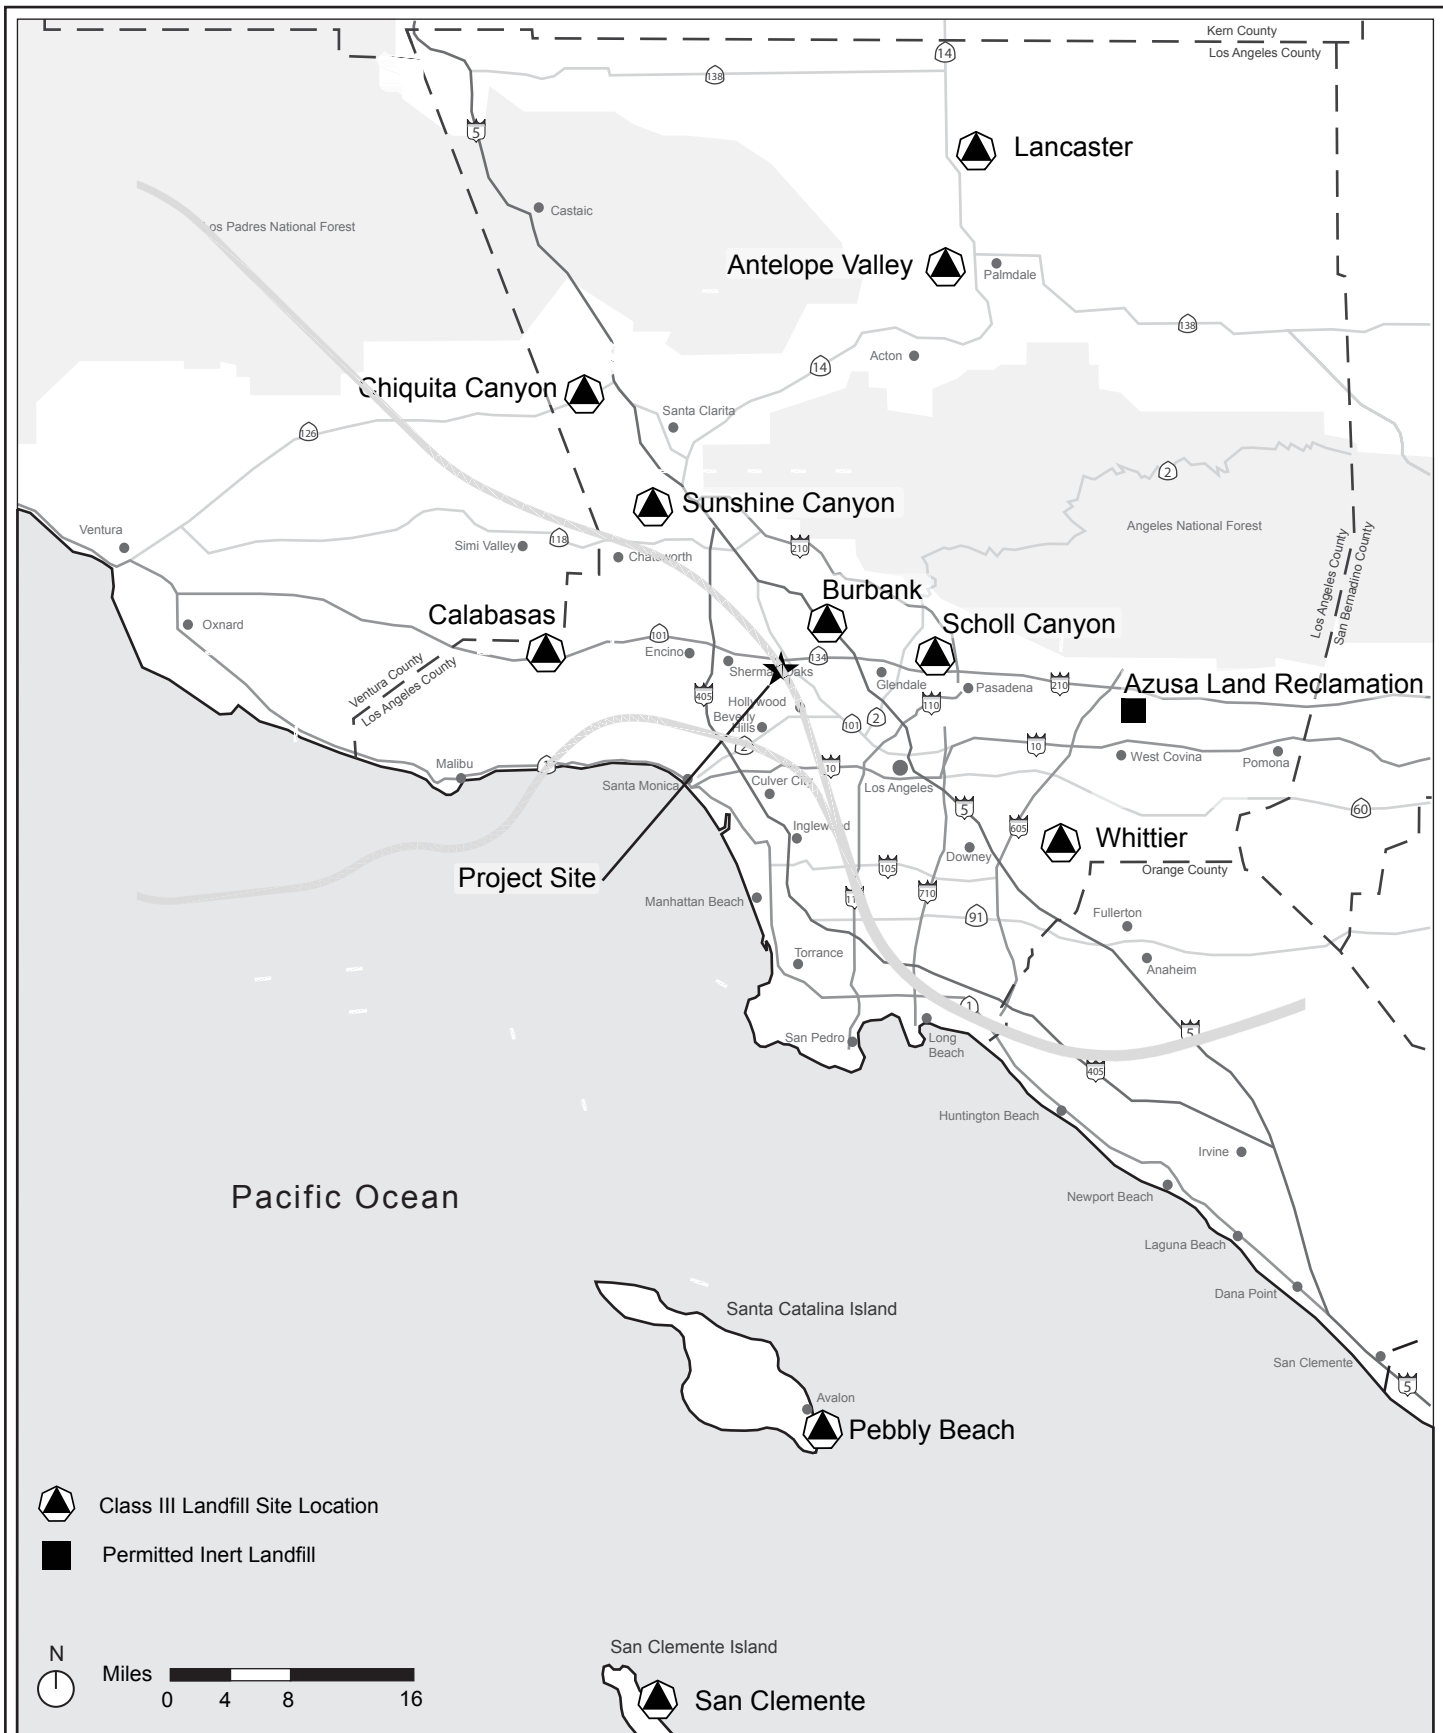 Kern County
Los Angeles County
14
138
5
Lancaster
Castaic
Los Padres National Forest
Antelope Valley
Palmdale
138
14
Acton
Chiquita Canyon
Santa Clarita
126
2
Sunshine Canyon
Angeles National Forest
Ventura
Simi Valley
118
Chatsworth
210
Los Angeles County
San Bernadino County
Burbank
Calabasas
Scholl Canyon
Oxnard
101
Encino
134
Sherman Oaks
Glendale
Pasadena
210
Ventura County
Los Angeles County
405
Hollywood
110
Azusa Land Reclamation
Beverly
Hills
101
2
2
10
West Covina
Pomona
Malibu
1
Santa Monica
Culver City
10
Los Angeles
5
60
Inglewood
605
Whittier
Downey
Orange County
Project Site
105
Manhattan Beach
110
710
91
Fullerton
Torrance
Anaheim
1
San Pedro
Long
Beach
5
405
Huntington Beach
Irvine
Pacific Ocean
Newport Beach
Laguna Beach
Dana Point
Santa Catalina Island
San Clemente
5
Avalon
Pebbly Beach
Class III Landfill Site Location
Permitted Inert Landfill
N
Miles
0 4 8 16
San Clemente Island
San Clemente